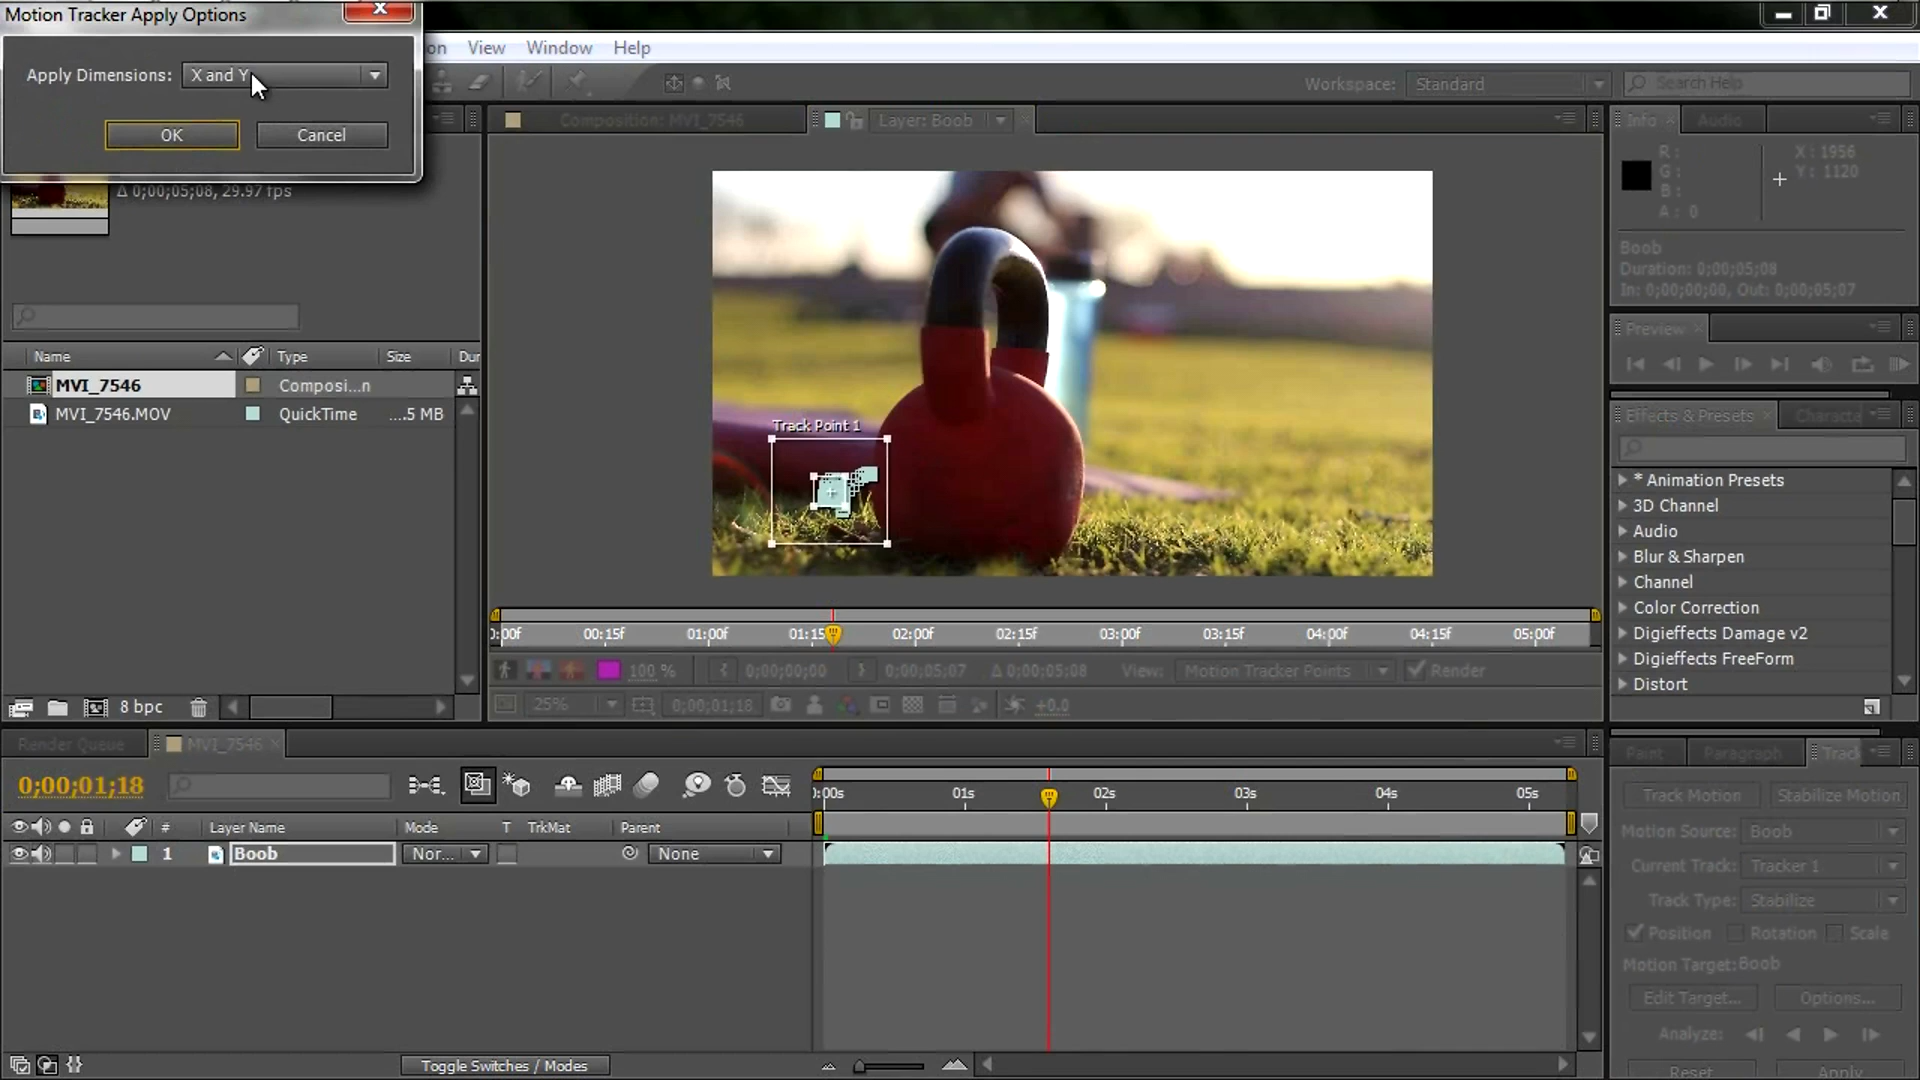 Motion Tracker Apply Options
Apply Dimensions: X and Y
OK
Cancel
on View Window Help
Workspace: Standard
Search Help
Composition: MVI_7546
Layer: Boob
Info
Audio
Δ 0;00;05;08, 29.97 fps
R :
G :
B :
A : 0
X : 1956
Y : 1120
Boob
Duration: 0;00;05;08
In: 0;00;00;00, Out: 0;00;05;07
Preview
Name Type Size Dur
MVI_7546 Composi...n
MVI_7546.MOV QuickTime ....5 MB
Track Point 1
Effects & Presets
Characte
* Animation Presets
3D Channel
Audio
Blur & Sharpen
Channel
Color Correction
Digieffects Damage v2
Digieffects FreeForm
Distort
):00f 00:15f 01:00f 01:15 02:00f 02:15f 03:00f 03:15f 04:00f 04:15f 05:00f
100 % 0;00;00;00 0;00;05;07 Δ 0;00;05;08 View: Motion Tracker Points Render
25% 0;00;01;18 +0.0
8 bpc
Render Queue
MVI_7546
0;00;01;18
):00s 01s 02s 03s 04s 05s
# Layer Name Mode T TrkMat Parent
1 Boob Nor... None
Toggle Switches / Modes
Paint
Paragraph
Track
Track Motion
Stabilize Motion
Motion Source: Boob
Current Track: Tracker 1
Track Type: Stabilize
Position Rotation Scale
Motion Target:Boob
Edit Target...
Options...
Analyze:
Reset
Apply